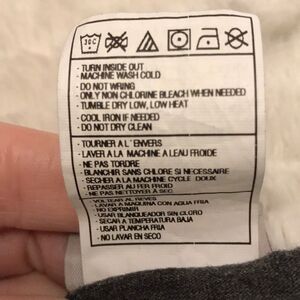 30C
· TURN INSIDE OUT
· MACHINE WASH COLD
· DO NOT WRING
· ONLY NON CHLORINE BLEACH WHEN NEEDED
· TUMBLE DRY LOW, LOW HEAT
· COOL IRON IF NEEDED
· DO NOT DRY CLEAN
· TOURNER A L' ENVERS
· LAVER A LA MACHINE A LEAU FROIDE
· NE PAS TORDRE
· BLANCHIR SANS CHLORE SI NECESSAIRE
· SECHER A LA MACHINE CYCLE DOUX
· REPASSER AU FER FROID
· NE PAS NETTOYER A SEC
· VOLTEAR AL REVES
· LAVAR A MAQUINA CON AGUA FRIA
· NO EXPRIMIR
· USAR BLANQUEADOR SIN CLORO
· SECAR A TEMPERATURA BAJA
· USAR PLANCHA FRIA
· NO LAVAR EN SECO